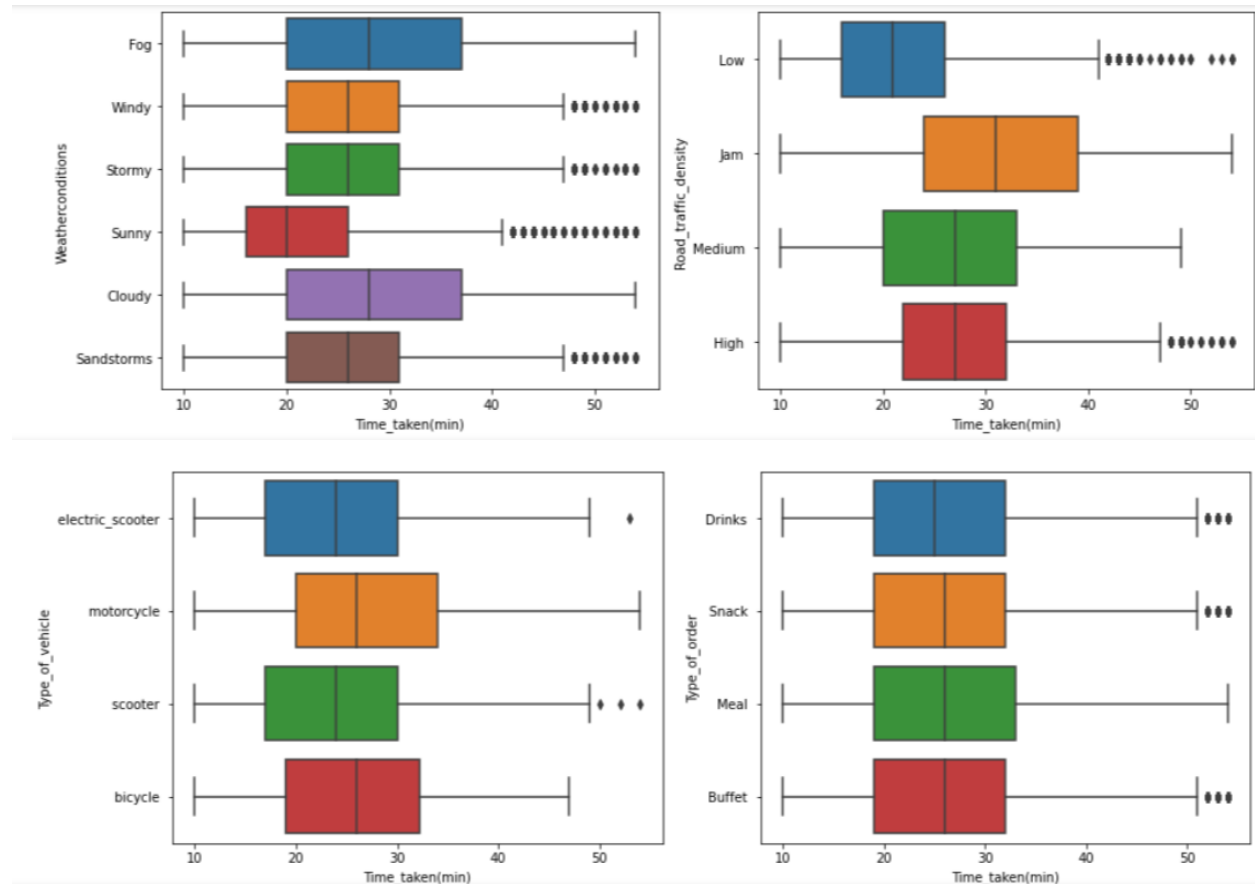 Weatherconditions
Fog
Windy
Stormy
Sunny
Cloudy
Sandstorms
10 20 30 40 50
Time_taken(min)
Road_traffic_density
Low
Jam
Medium
High
10 20 30 40 50
Time_taken(min)
Type_of_vehicle
electric_scooter
motorcycle
scooter
bicycle
10 20 30 40 50
Time_taken(min)
Type_of_order
Drinks
Snack
Meal
Buffet
10 20 30 40 50
Time_taken(min)